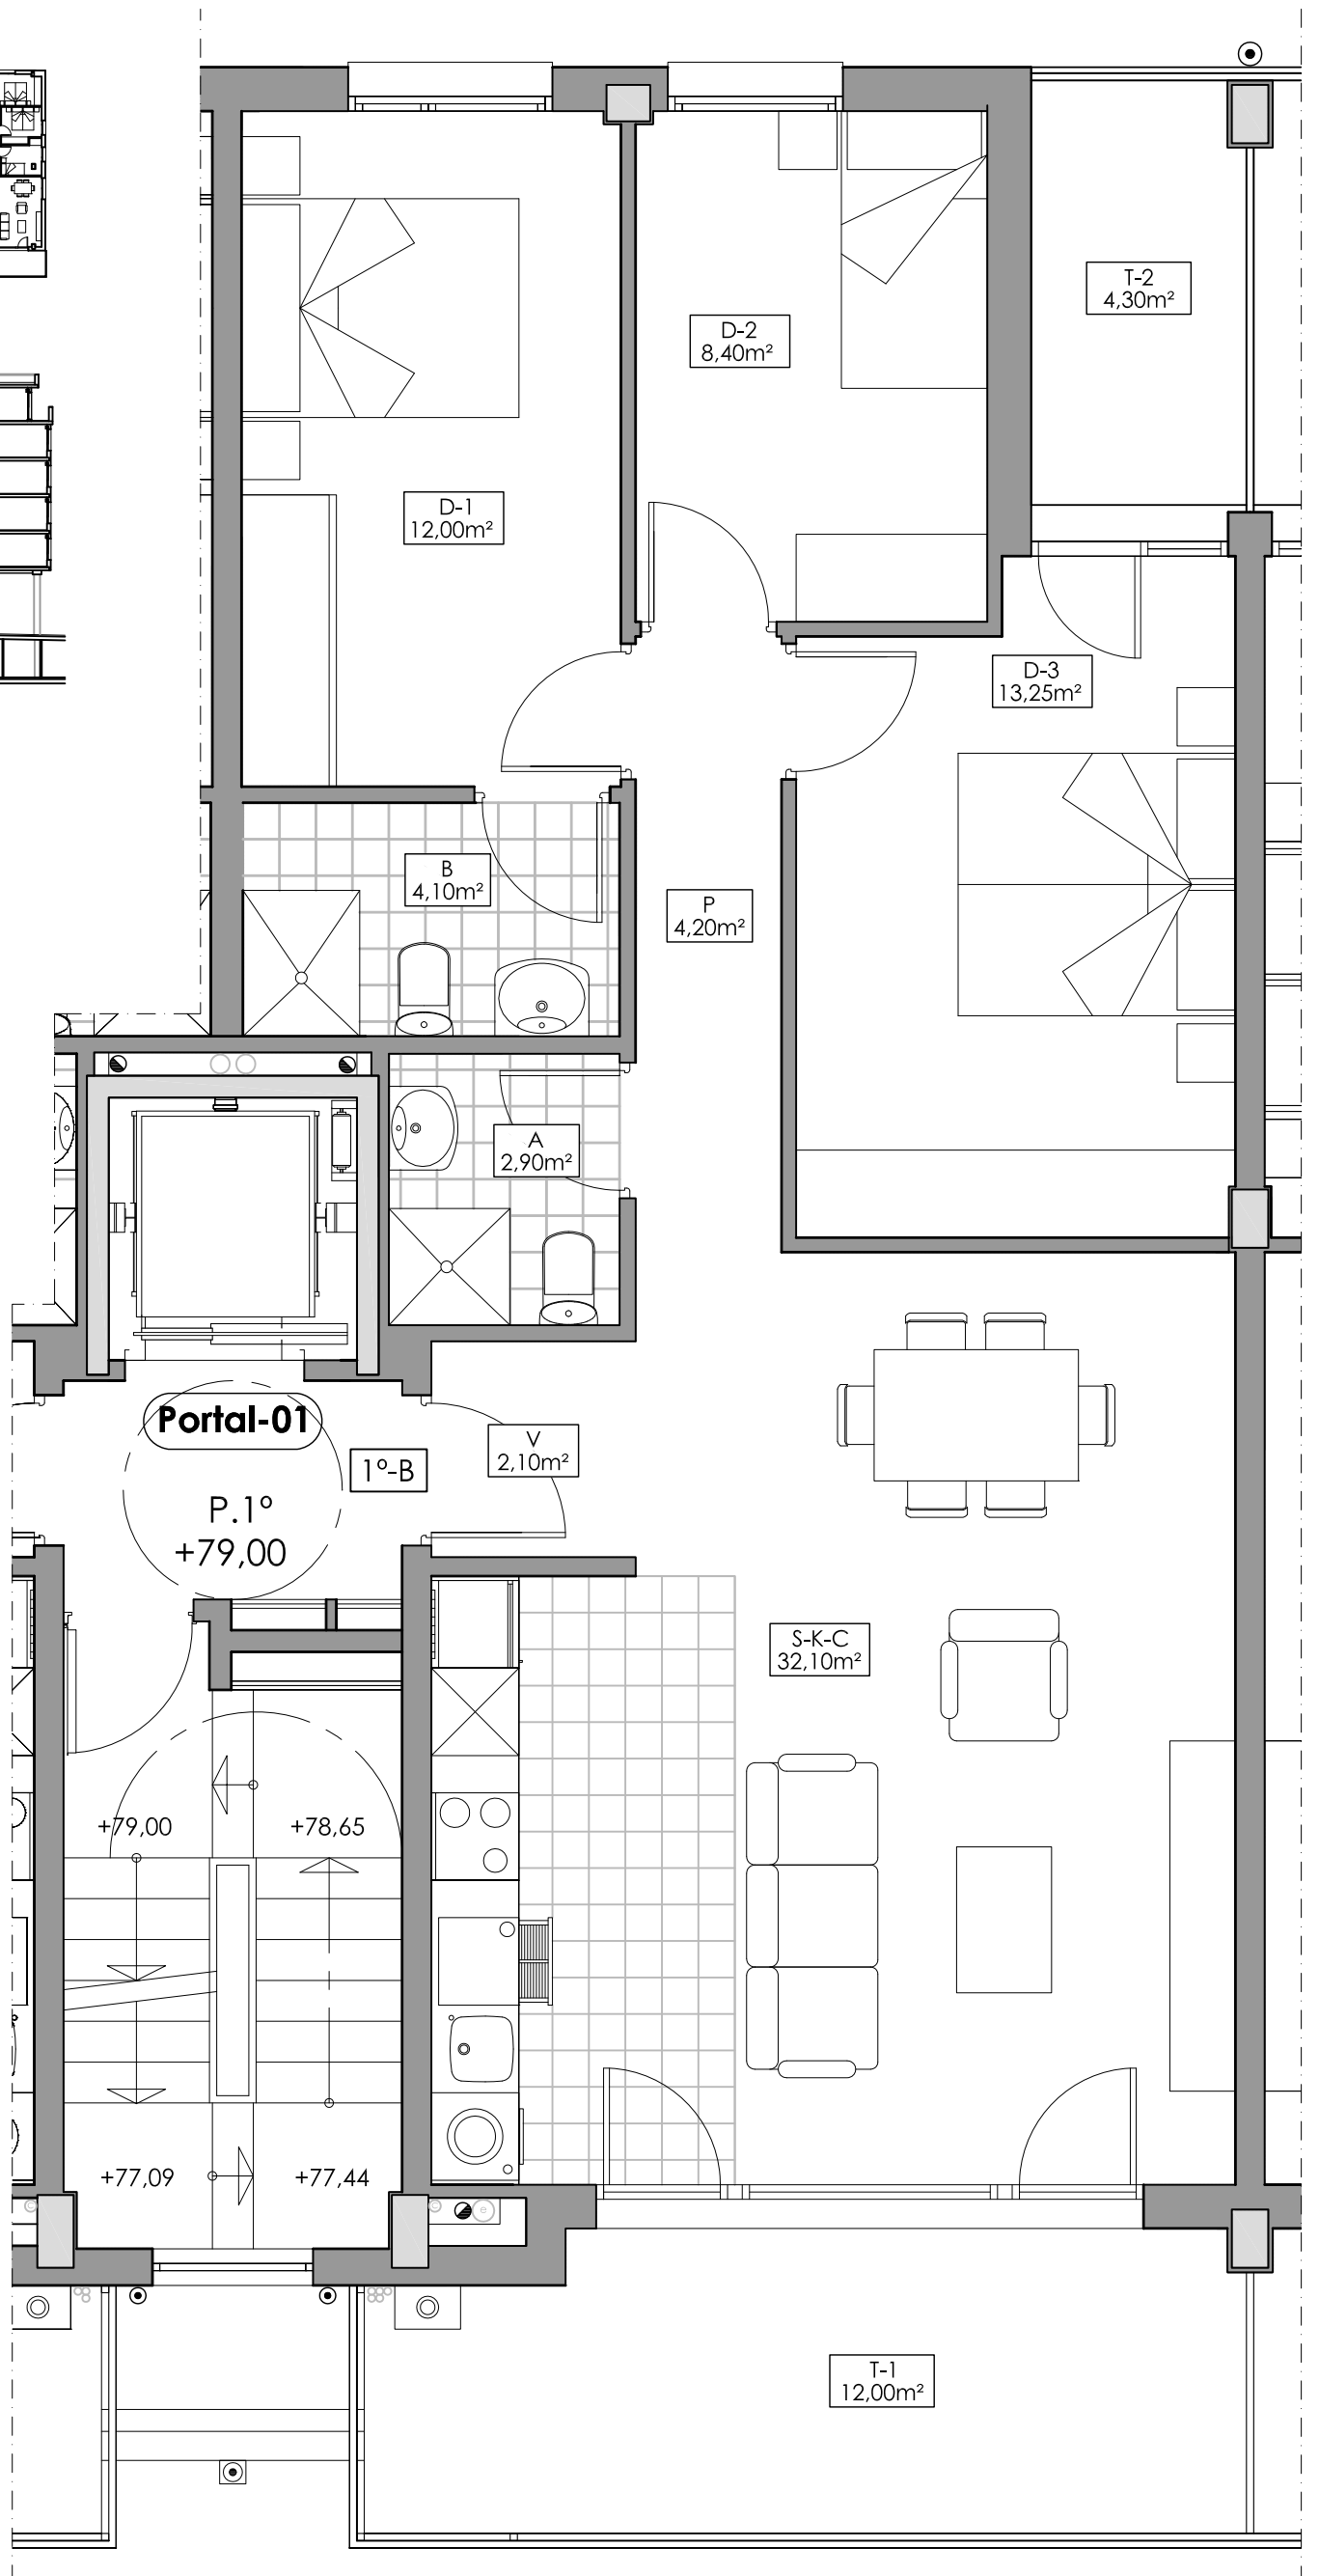 T-2
4,30m²
D-2
8,40m²
D-1
12,00m²
D-3
13,25m²
B
4,10m²
P
4,20m²
A
2,90m²
Portal-01
V
2,10m²
1º-B
P.1º
+79,00
S-K-C
32,10m²
+79,00
+78,65
+77,09
+77,44
T-1
12,00m²